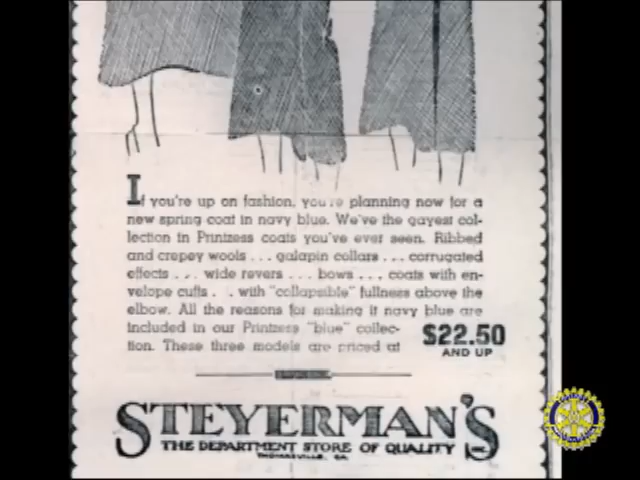 If you're up on fashion, you're planning now for a
new spring coat in navy blue. We've the gayest col-
lection in Printzess coats you've ever seen. Ribbed
and crepey wools . . . galapin collars . . . corrugated
effects . . . wide revers . . . bows . . . coats with en-
velope cuffs . . with "collapsible" fullness above the
elbow. All the reasons for making it navy blue are
included in our Printzess "blue" collec-
tion. These three models are priced at
$22.50
AND UP
STEYERMAN'S
THE DEPARTMENT STORE OF QUALITY
THOMASVILLE, GA.